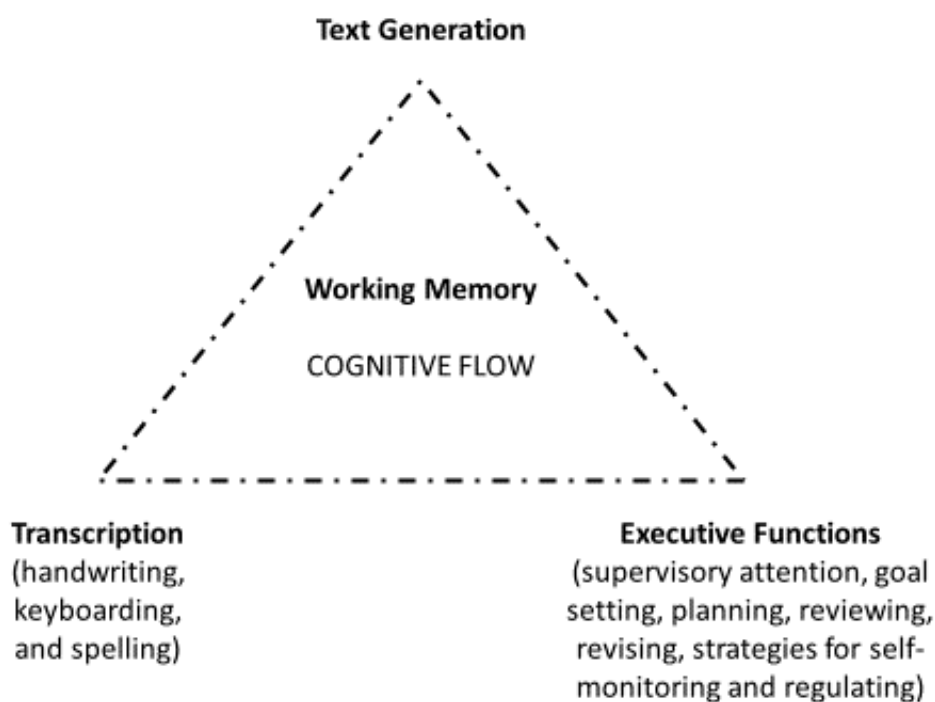 Text Generation
Working Memory
COGNITIVE FLOW
Transcription
(handwriting,
keyboarding,
and spelling)
Executive Functions
(supervisory attention, goal
setting, planning, reviewing,
revising, strategies for self-
monitoring and regulating)